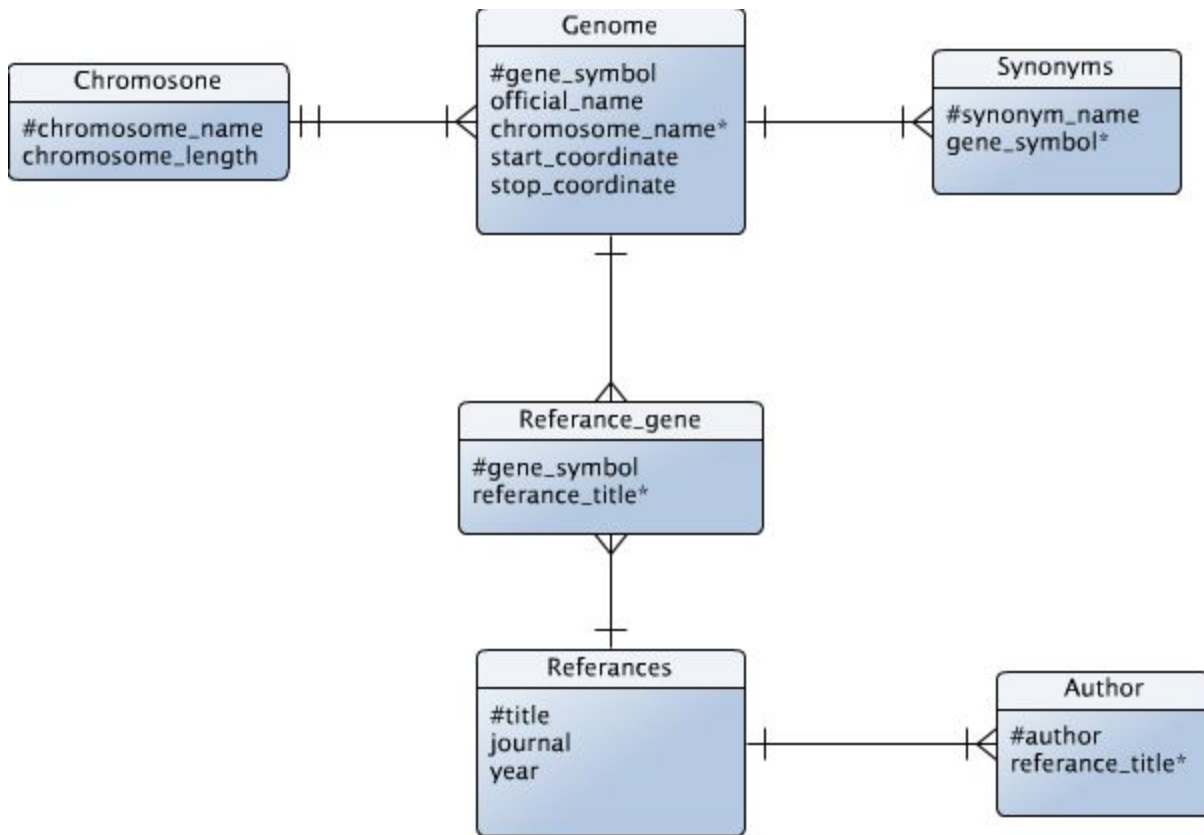 Chromosone
#chromosome_name
chromosome_length
Genome
#gene_symbol
official_name
chromosome_name*
start_coordinate
stop_coordinate
Synonyms
#synonym_name
gene_symbol*
Referance_gene
#gene_symbol
referance_title*
Referances
#title
journal
year
Author
#author
referance_title*